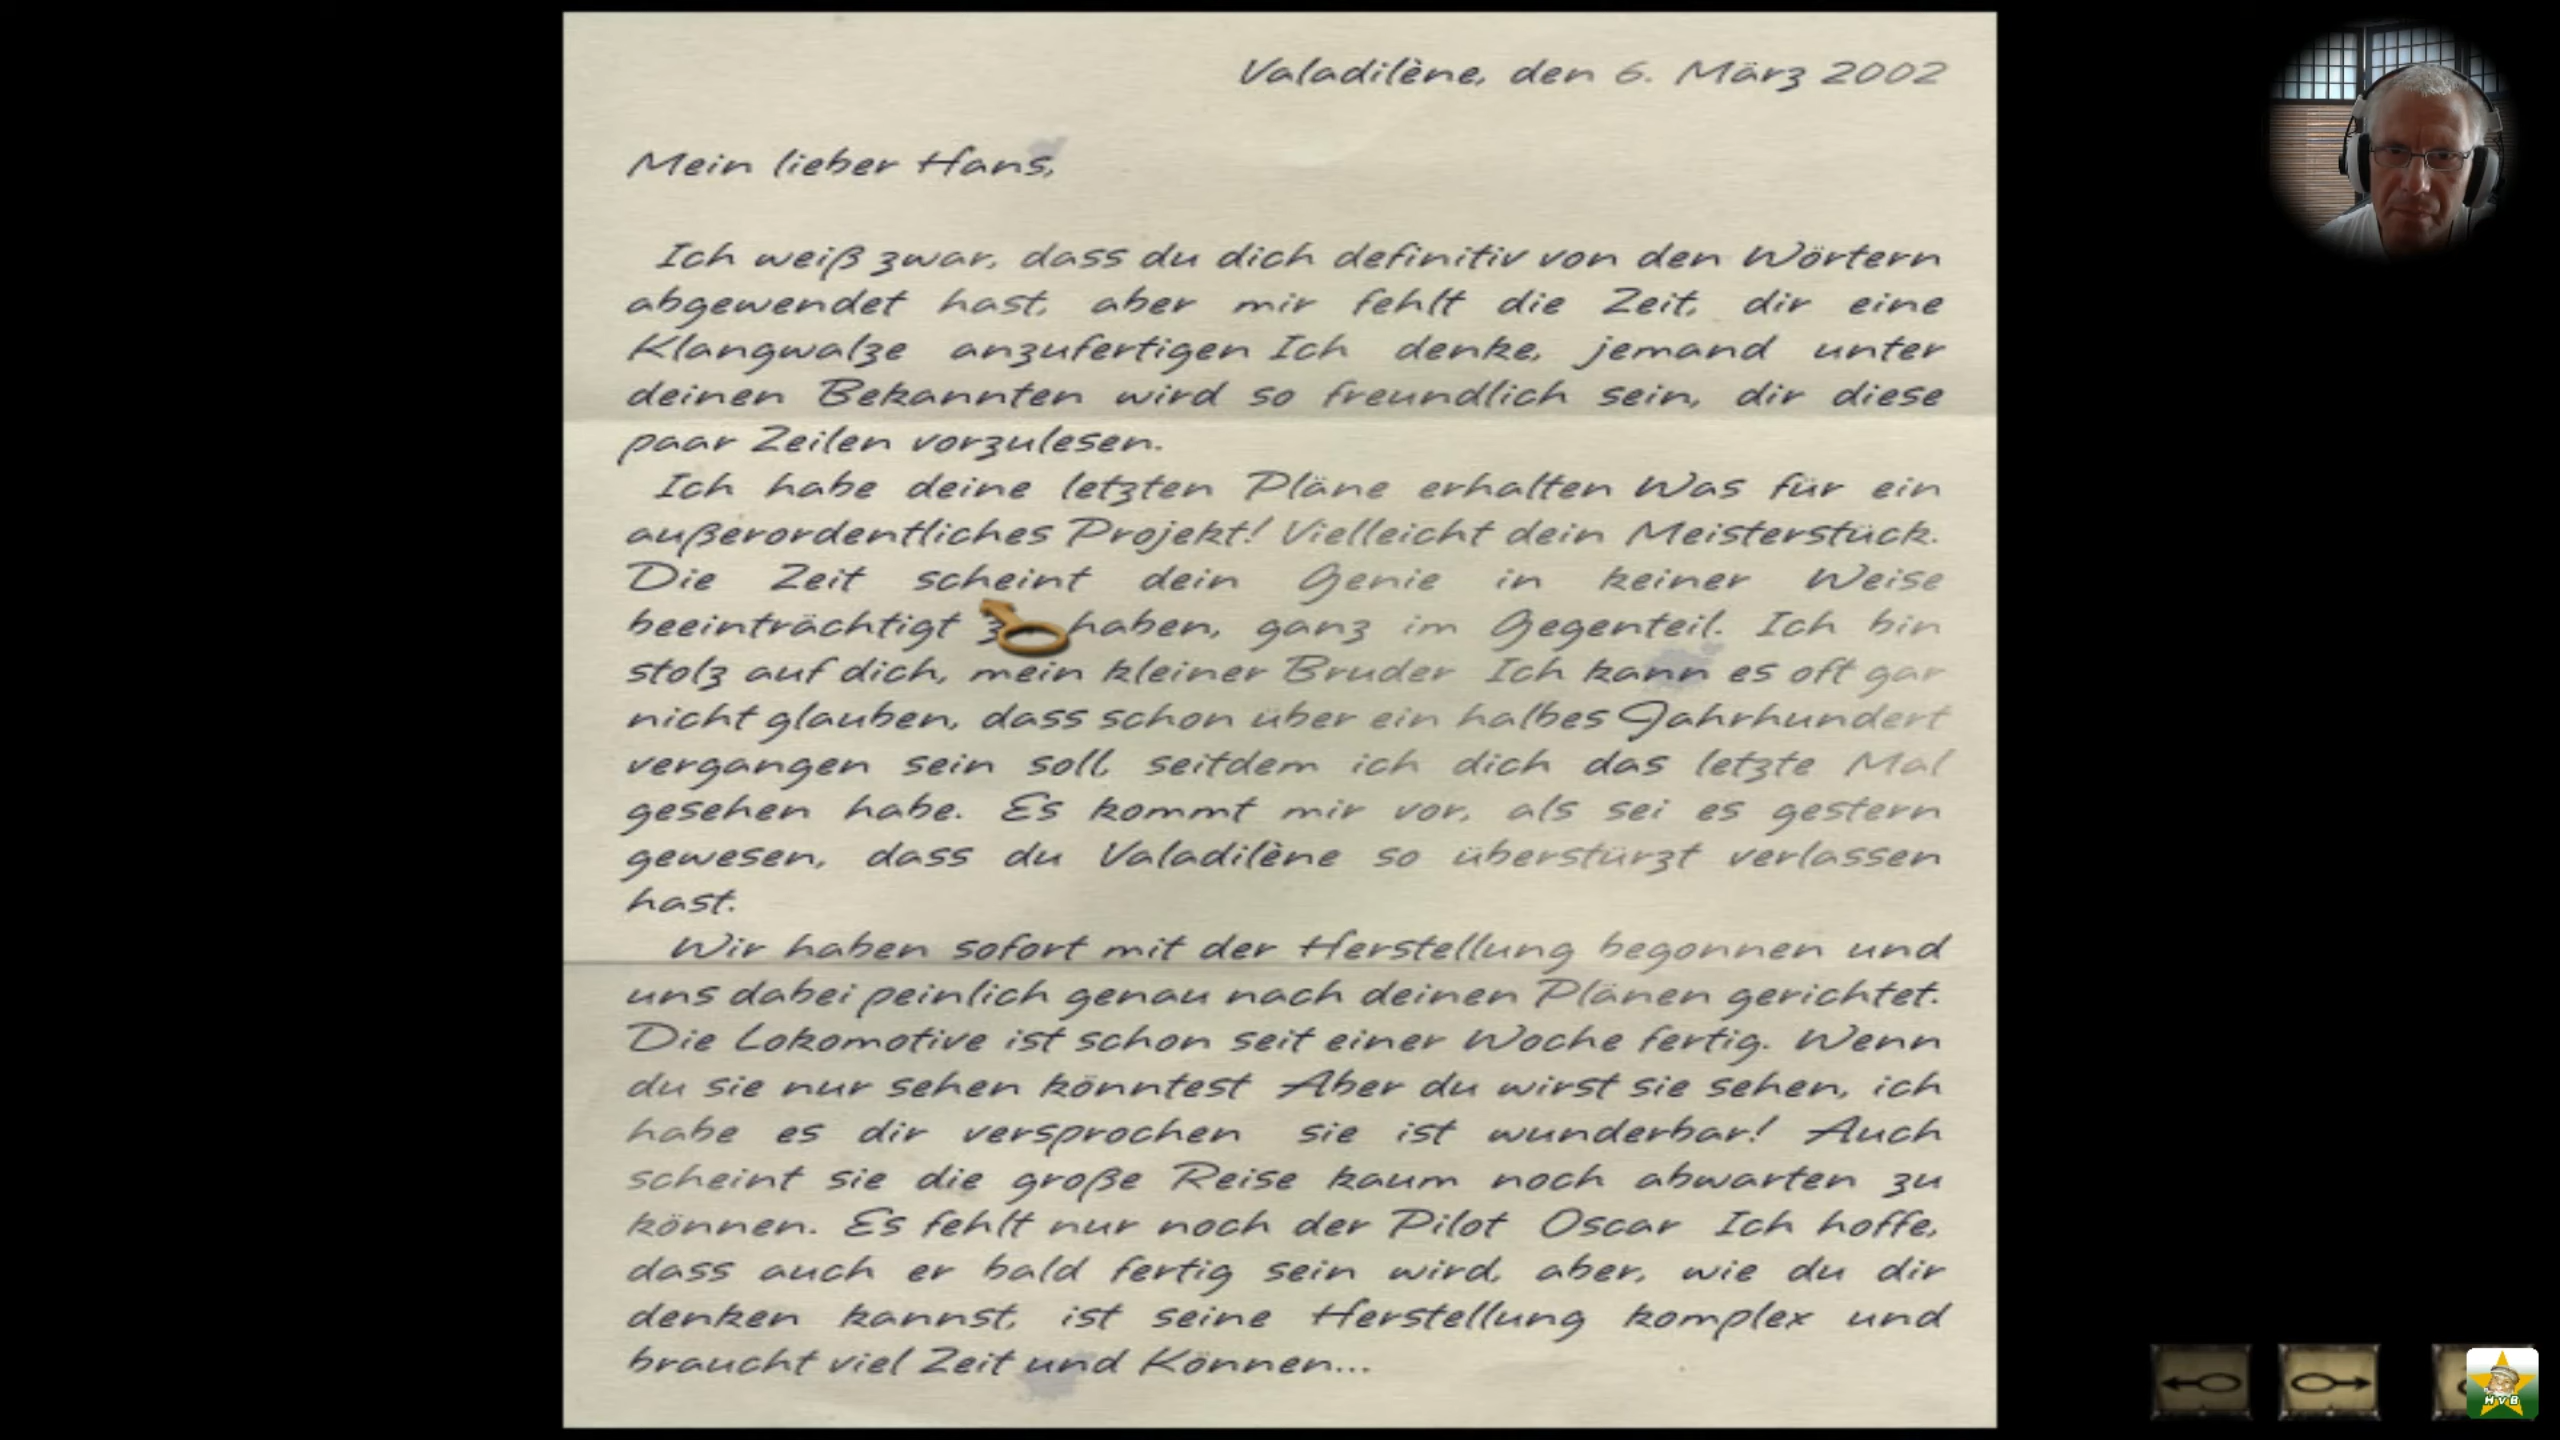 Valadilène, den 6. März 2002
Mein lieber Hans,
Ich weiß zwar, dass du dich definitiv von den Wörtern
abgewendet hast, aber mir fehlt die Zeit, dir eine
Klangwalze anzufertigen Ich denke, jemand unter
deinen Bekannten wird so freundlich sein, dir diese
paar Zeilen vorzulesen.
Ich habe deine letzten Pläne erhalten Was für ein
außerordentliches Projekt! Vielleicht dein Meisterstück.
Die Zeit scheint dein Genie in keiner Weise
beeinträchtigt haben, ganz im Gegenteil. Ich bin
stolz auf dich, mein kleiner Bruder Ich kann es oft gar
nicht glauben, dass schon über ein halbes Jahrhundert
vergangen sein soll, seitdem ich dich das letzte Mal
gesehen habe. Es kommt mir vor, als sei es gestern
gewesen, dass du Valadilène so überstürzt verlassen
hast.
Wir haben sofort mit der Herstellung begonnen und
uns dabei peinlich genau nach deinen Plänen gerichtet.
Die Lokomotive ist schon seit einer Woche fertig. Wenn
du sie nur sehen könntest Aber du wirst sie sehen, ich
habe es dir versprochen sie ist wunderbar! Auch
scheint sie die große Reise kaum noch abwarten zu
können. Es fehlt nur noch der Pilot Oscar Ich hoffe,
dass auch er bald fertig sein wird, aber, wie du dir
denken kannst, ist seine Herstellung komplex und
braucht viel Zeit und Können...
HvB